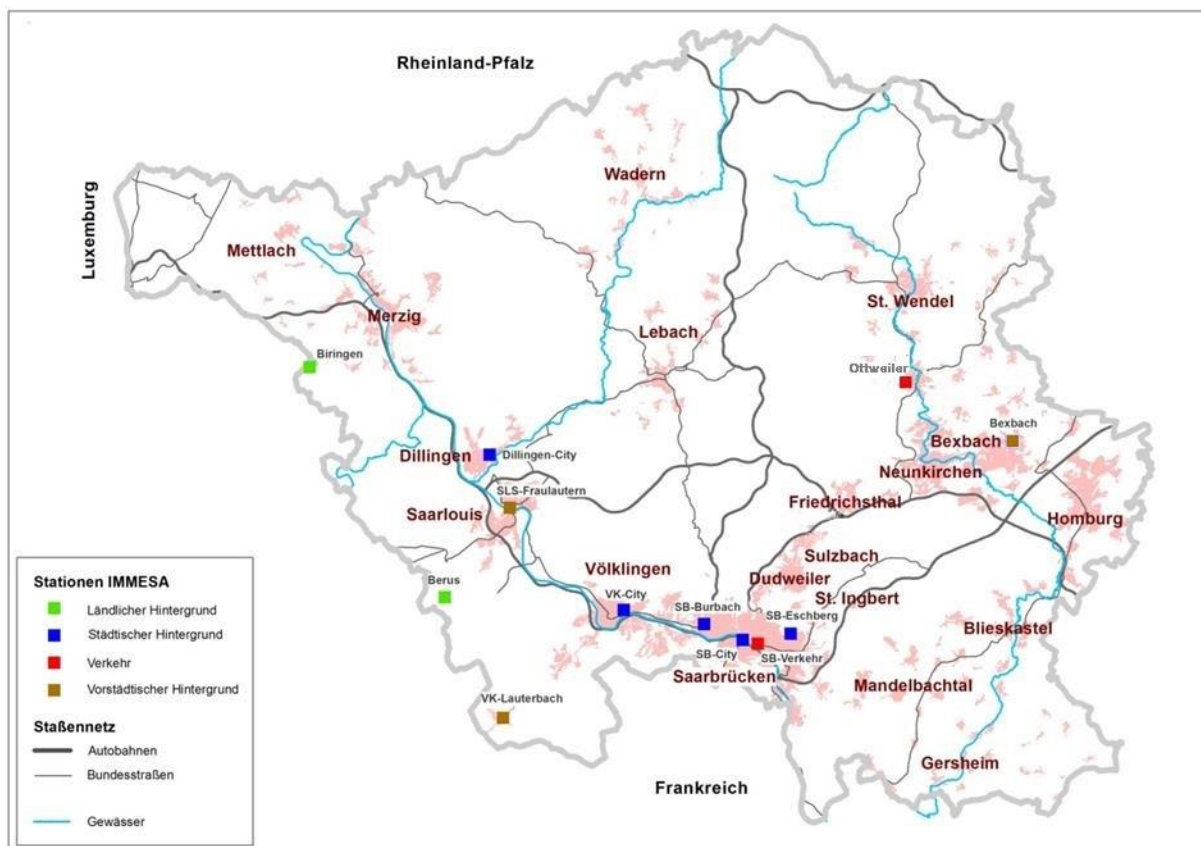 Rheinland-Pfalz
Luxemburg
Wadern
Mettlach
St. Wendel
Merzig
Lebach
Biringen
Ottweiler
Bexbach
Bexbach
Dillingen
Dillingen-City
Neunkirchen
SLS-Fraulautern
Friedrichsthal
Saarlouis
Homburg
Sulzbach
Völklingen
Dudweiler
Berus
VK-City
St. Ingbert
SB-Burbach
SB-Eschberg
Blieskastel
SB-City
SB-Verkehr
Saarbrücken
Mandelbachtal
VK-Lauterbach
Gersheim
Frankreich
Stationen IMMESA
Ländlicher Hintergrund
Städtischer Hintergrund
Verkehr
Vorstädtischer Hintergrund
Staßennetz
Autobahnen
Bundesstraßen
Gewässer